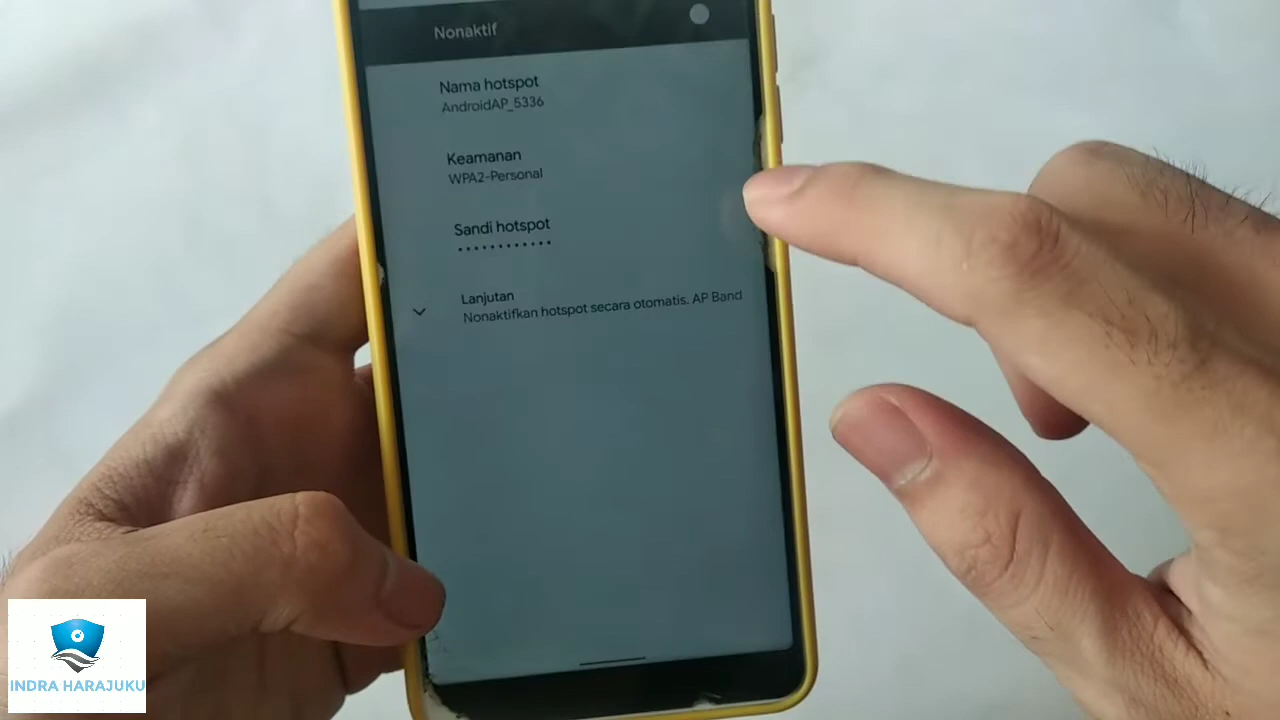 Nonaktif
Nama hotspot
AndroidAP_5336
Keamanan
WPA2-Personal
Sandi hotspot
••••••••••••
Lanjutan
Nonaktifkan hotspot secara otomatis. AP Band
INDRA HARAJUKU